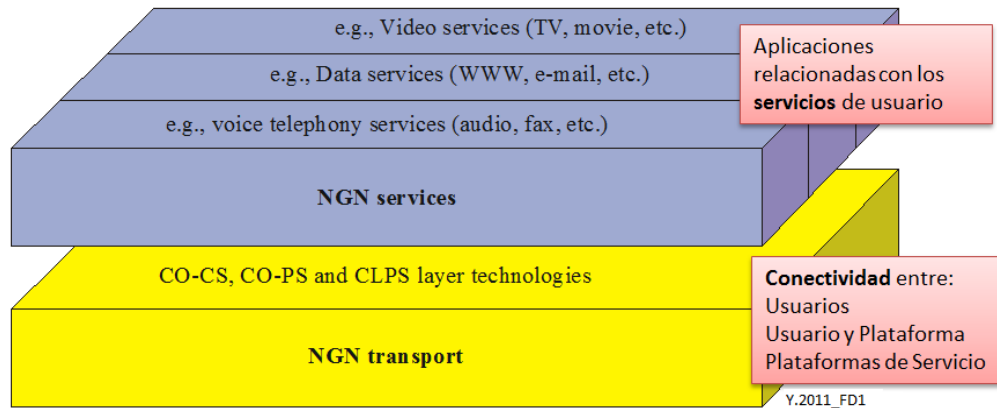 e.g., Video services (TV, movie, etc.)
e.g., Data services (WWW, e-mail, etc.)
e.g., voice telephony services (audio, fax, etc.)
NGN services
Aplicaciones
relacionadas con los
servicios de usuario
CO-CS, CO-PS and CLPS layer technologies
NGN transport
Conectividad entre:
Usuarios
Usuario y Plataforma
Plataformas de Servicio
Y.2011_FD1